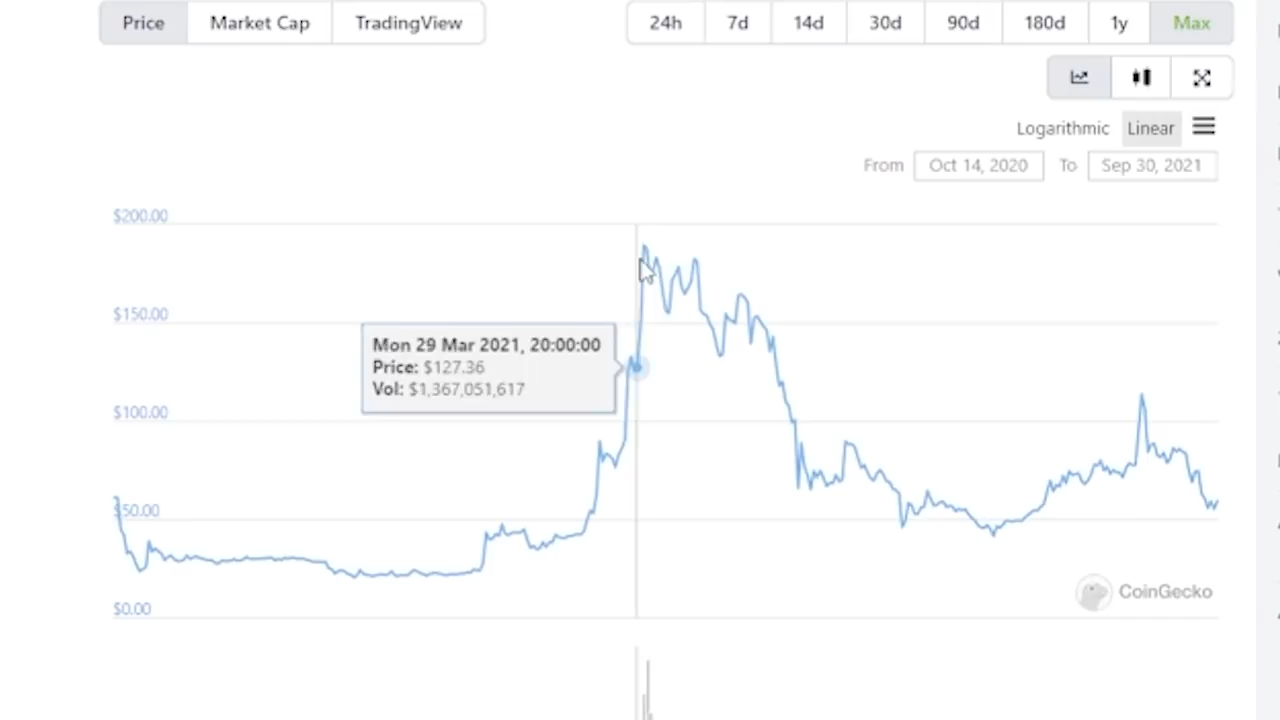 Price Market Cap TradingView 24h 7d 14d 30d 90d 180d 1y Max
Logarithmic Linear
From Oct 14, 2020 To Sep 30, 2021
$200.00
$150.00
Mon 29 Mar 2021, 20:00:00
Price: $127.36
Vol: $1,367,051,617
$100.00
$50.00
CoinGecko
$0.00